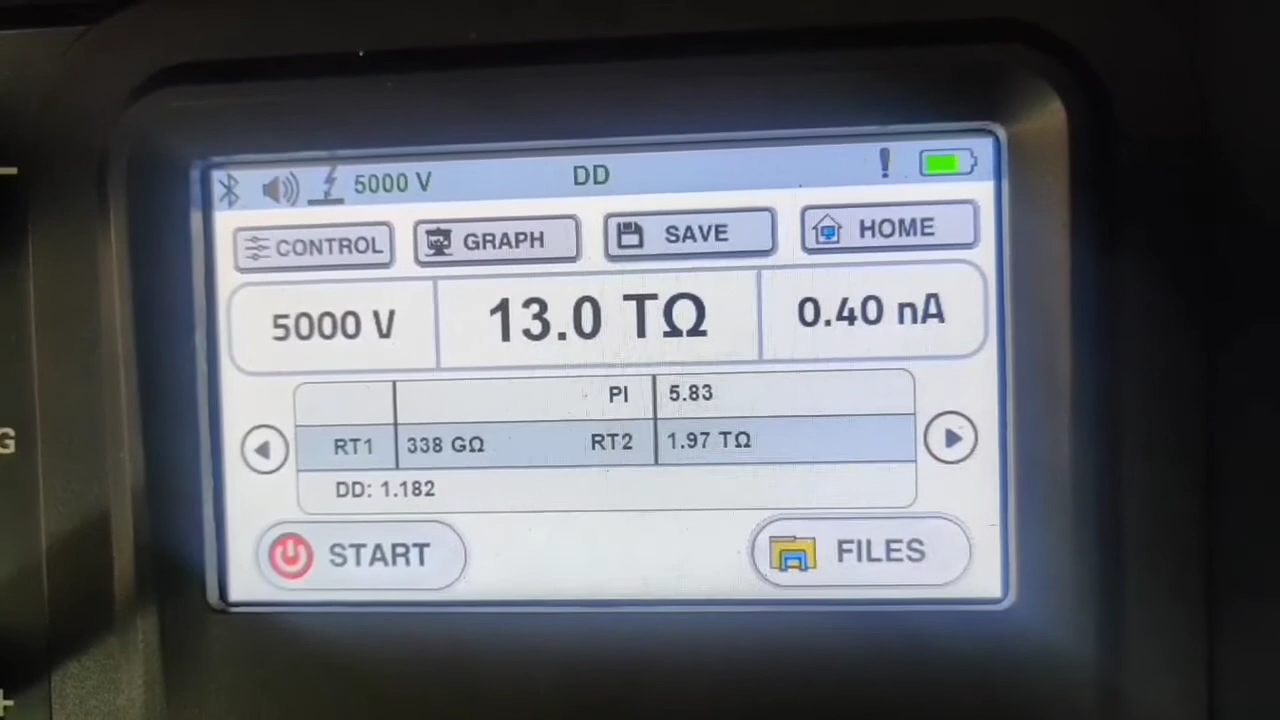 5000 V DD
CONTROL GRAPH SAVE HOME
5000 V 13.0 TΩ 0.40 nA
PI 5.83
RT1 338 GΩ RT2 1.97 TΩ
DD: 1.182
START FILES
G
+